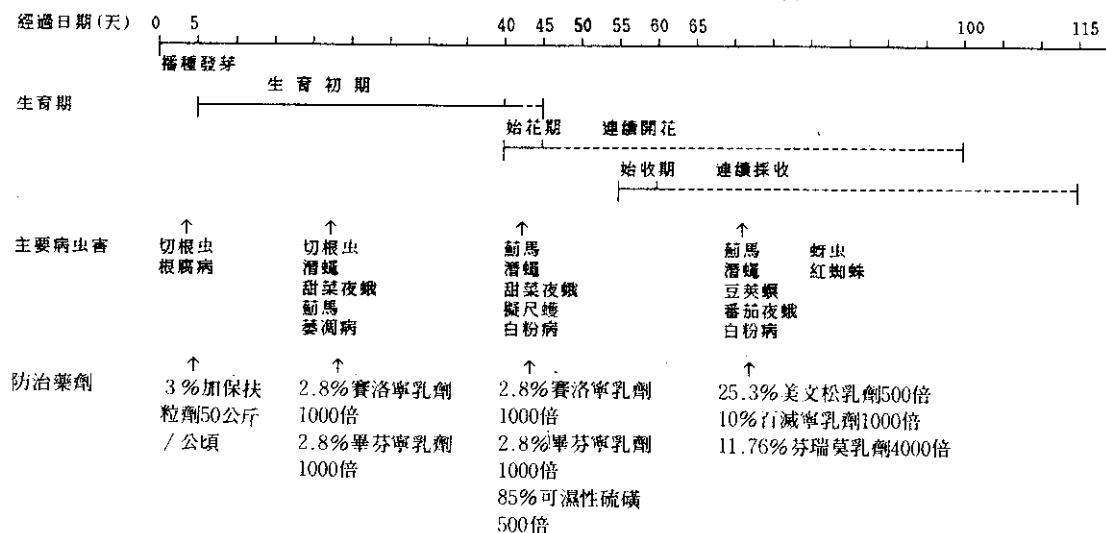 經過日期(天) 0 5 40 45 50 55 60 65 100 115
播種發芽
生育期
生育初期
始花期 連續開花
始收期 連續採收
主要病虫害
↑ ↑ ↑ ↑
切根虫 切根虫 薊馬 薊馬 蚜虫
根腐病 潛蠅 潛蠅 潛蠅 紅蜘蛛
甜菜夜蛾 甜菜夜蛾 豆莢螟
薊馬 擬尺蠖 番茄夜蛾
萎凋病 白粉病 白粉病
防治藥劑
↑ ↑ ↑ ↑
3%加保扶 2.8%賽洛寧乳劑 2.8%賽洛寧乳劑 25.3%美文松乳劑500倍
粒劑50公斤 1000倍 1000倍 10%百滅寧乳劑1000倍
/公頃 2.8%畢芬寧乳劑 2.8%畢芬寧乳劑 11.76%芬瑞莫乳劑4000倍
1000倍 1000倍
85%可濕性硫磺
500倍